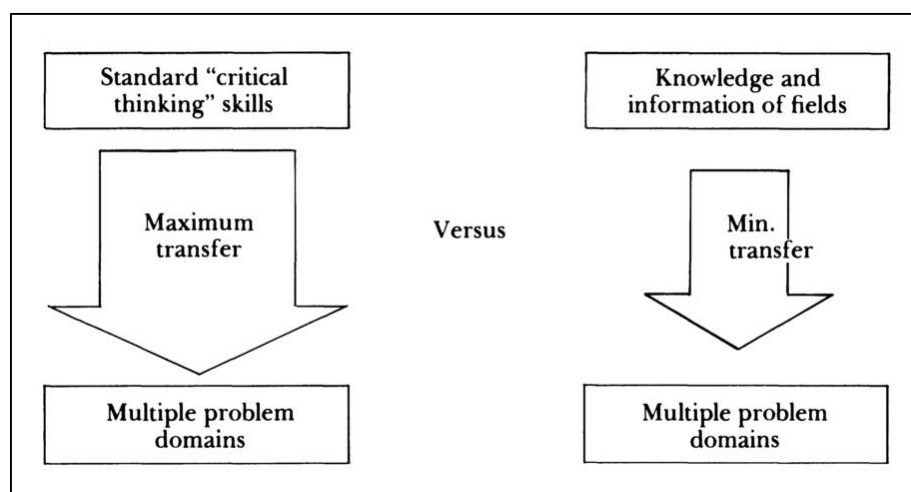 Standard “critical
thinking” skills
Maximum
transfer
Multiple problem
domains
Versus
Knowledge and
information of fields
Min.
transfer
Multiple problem
domains